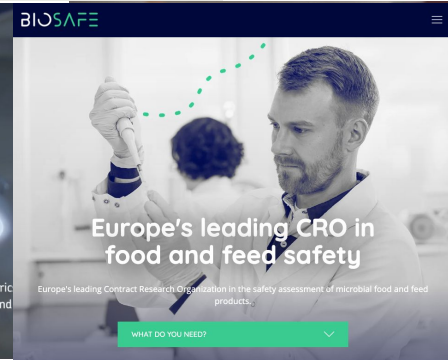 BIOSAFE
Europe's leading CRO in
food and feed safety
Europe's leading Contract Research Organization in the safety assessment of microbial food and feed
products.
WHAT DO YOU NEED?